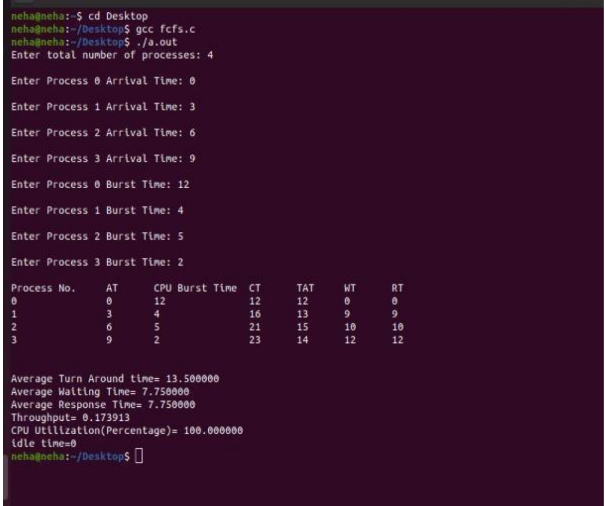 neha@neha:~$ cd Desktop
neha@neha:~/Desktop$ gcc fcfs.c
neha@neha:~/Desktop$ ./a.out
Enter total number of processes: 4
Enter Process 0 Arrival Time: 0
Enter Process 1 Arrival Time: 3
Enter Process 2 Arrival Time: 6
Enter Process 3 Arrival Time: 9
Enter Process 0 Burst Time: 12
Enter Process 1 Burst Time: 4
Enter Process 2 Burst Time: 5
Enter Process 3 Burst Time: 2
Process No. AT CPU Burst Time CT TAT WT RT
0 0 12 12 12 0 0
1 3 4 16 13 9 9
2 6 5 21 15 10 10
3 9 2 23 14 12 12
Average Turn Around time= 13.500000
Average Waiting Time= 7.750000
Average Response Time= 7.750000
Throughput= 0.173913
CPU Utilization(Percentage)= 100.000000
idle time=0
neha@neha:~/Desktop$